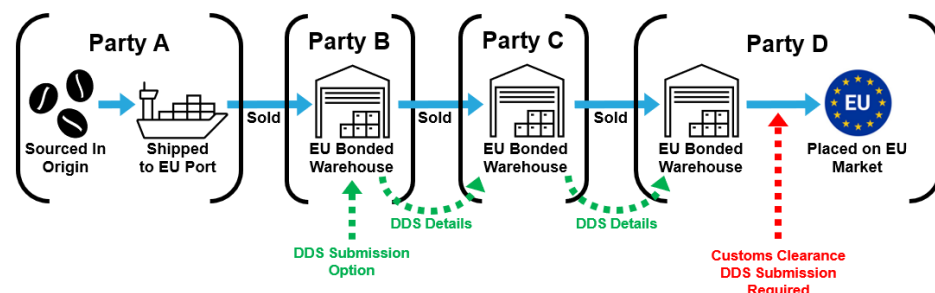 Party A
Party B
Party C
Party D
EU
Sold
Sold
Sold
Sourced In
Origin
Shipped
to EU Port
EU Bonded
Warehouse
EU Bonded
Warehouse
EU Bonded
Warehouse
Placed on EU
Market
DDS Details
DDS Details
DDS Submission
Option
Customs Clearance
DDS Submission
Required